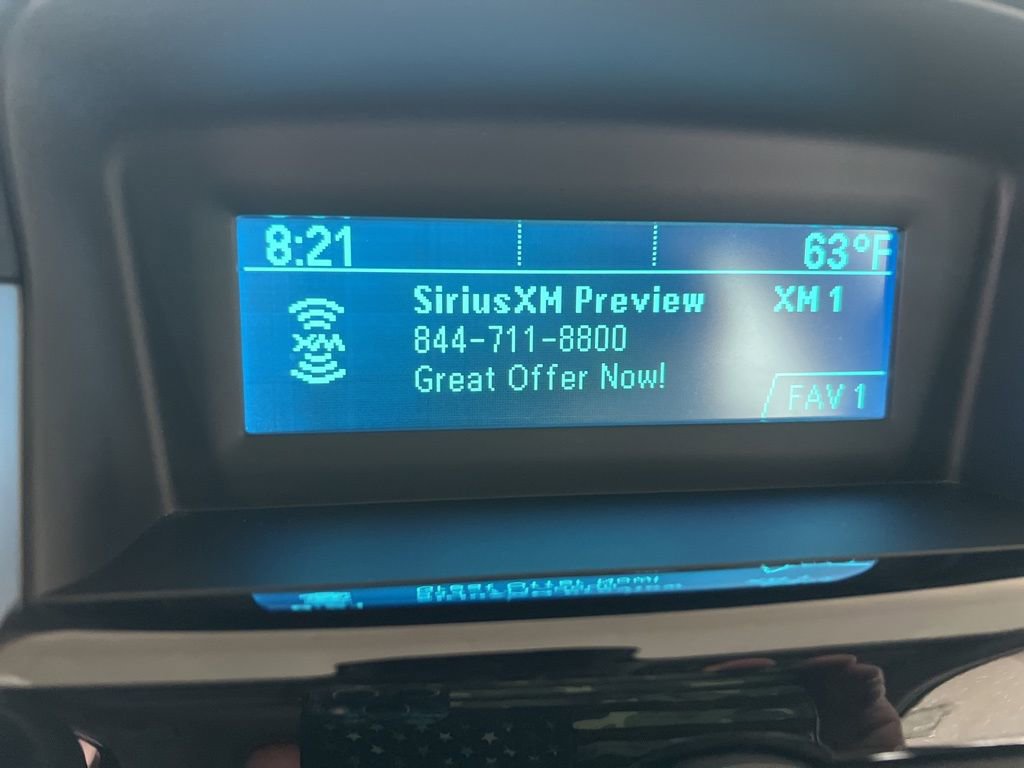 8:21 63°F
SiriusXM Preview XM 1
XM
844-711-8800
Great Offer Now!
FAV 1